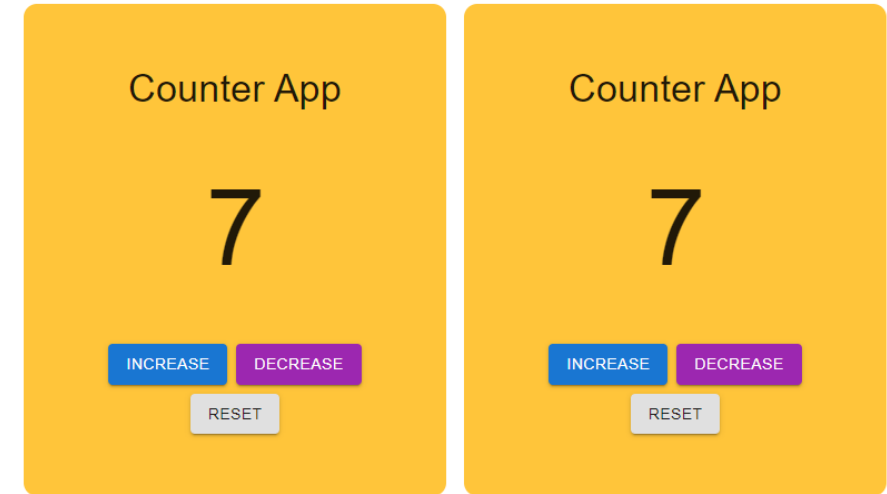 Counter App
7
INCREASE DECREASE
RESET
Counter App
7
INCREASE DECREASE
RESET